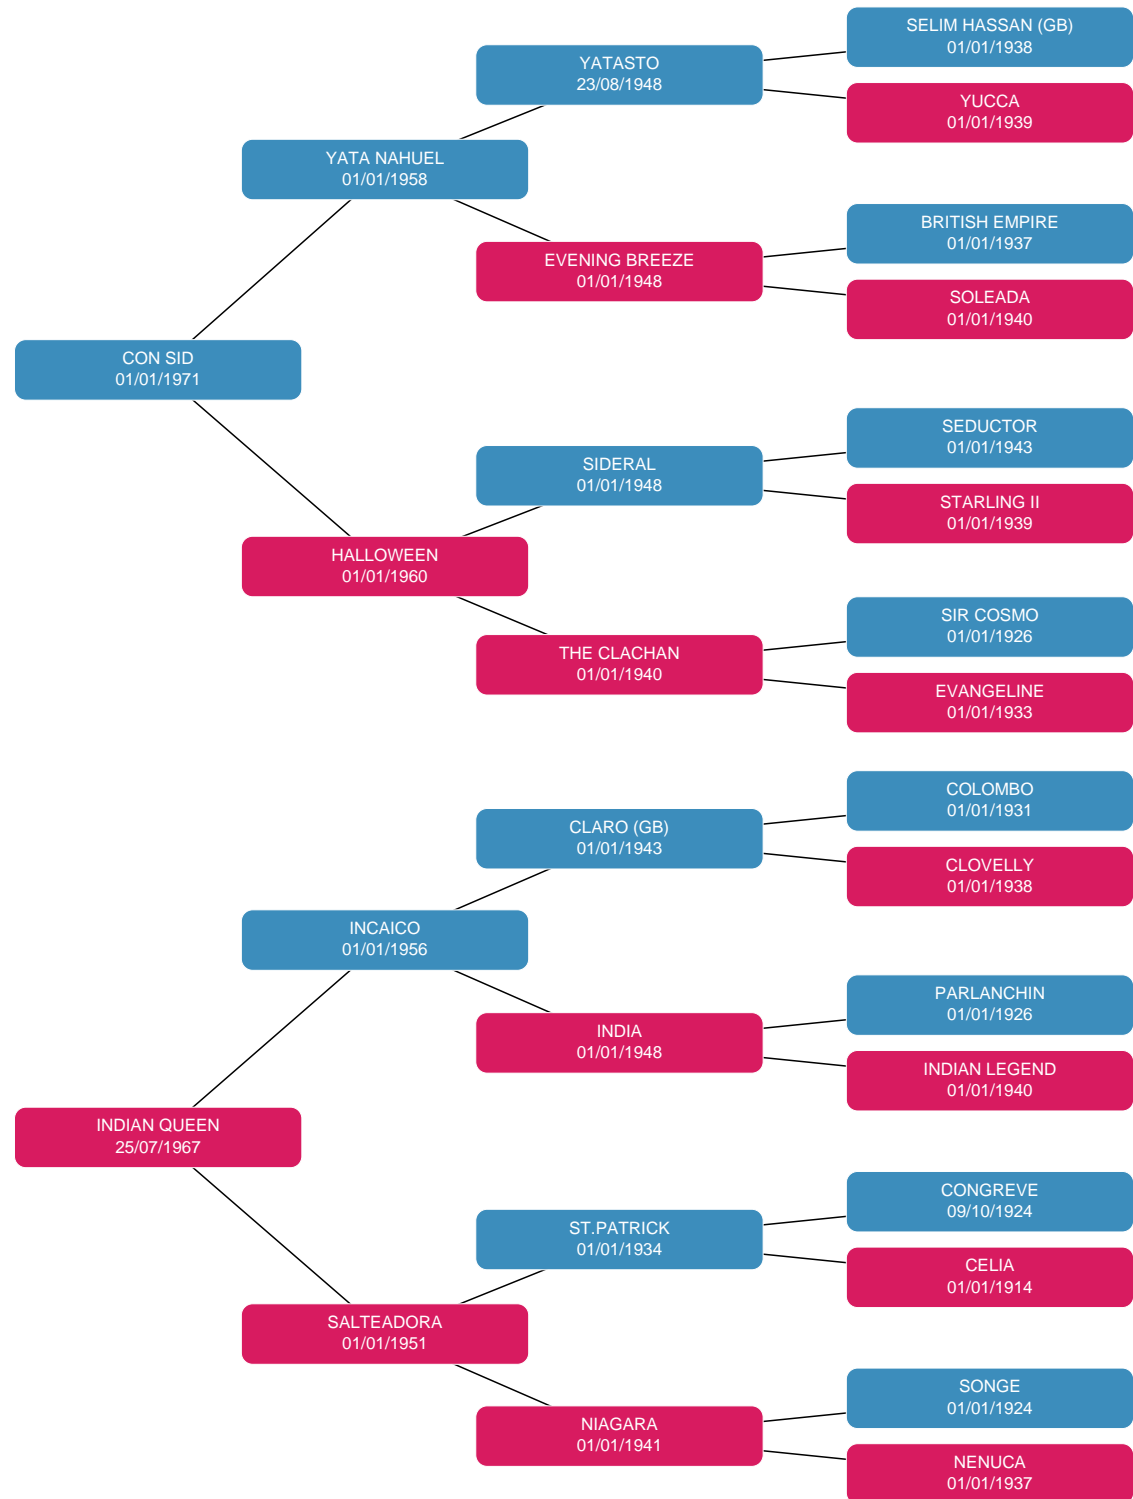 SELIM HASSAN (GB)
01/01/1938
YATASTO
23/08/1948
YUCCA
01/01/1939
YATA NAHUEL
01/01/1958
BRITISH EMPIRE
01/01/1937
EVENING BREEZE
01/01/1948
SOLEADA
01/01/1940
CON SID
01/01/1971
SEDUCTOR
01/01/1943
SIDERAL
01/01/1948
STARLING II
01/01/1939
HALLOWEEN
01/01/1960
SIR COSMO
01/01/1926
THE CLACHAN
01/01/1940
EVANGELINE
01/01/1933
COLOMBO
01/01/1931
CLARO (GB)
01/01/1943
CLOVELLY
01/01/1938
INCAICO
01/01/1956
PARLANCHIN
01/01/1926
INDIA
01/01/1948
INDIAN LEGEND
01/01/1940
INDIAN QUEEN
25/07/1967
CONGREVE
09/10/1924
ST.PATRICK
01/01/1934
CELIA
01/01/1914
SALTEADORA
01/01/1951
SONGE
01/01/1924
NIAGARA
01/01/1941
NENUCA
01/01/1937